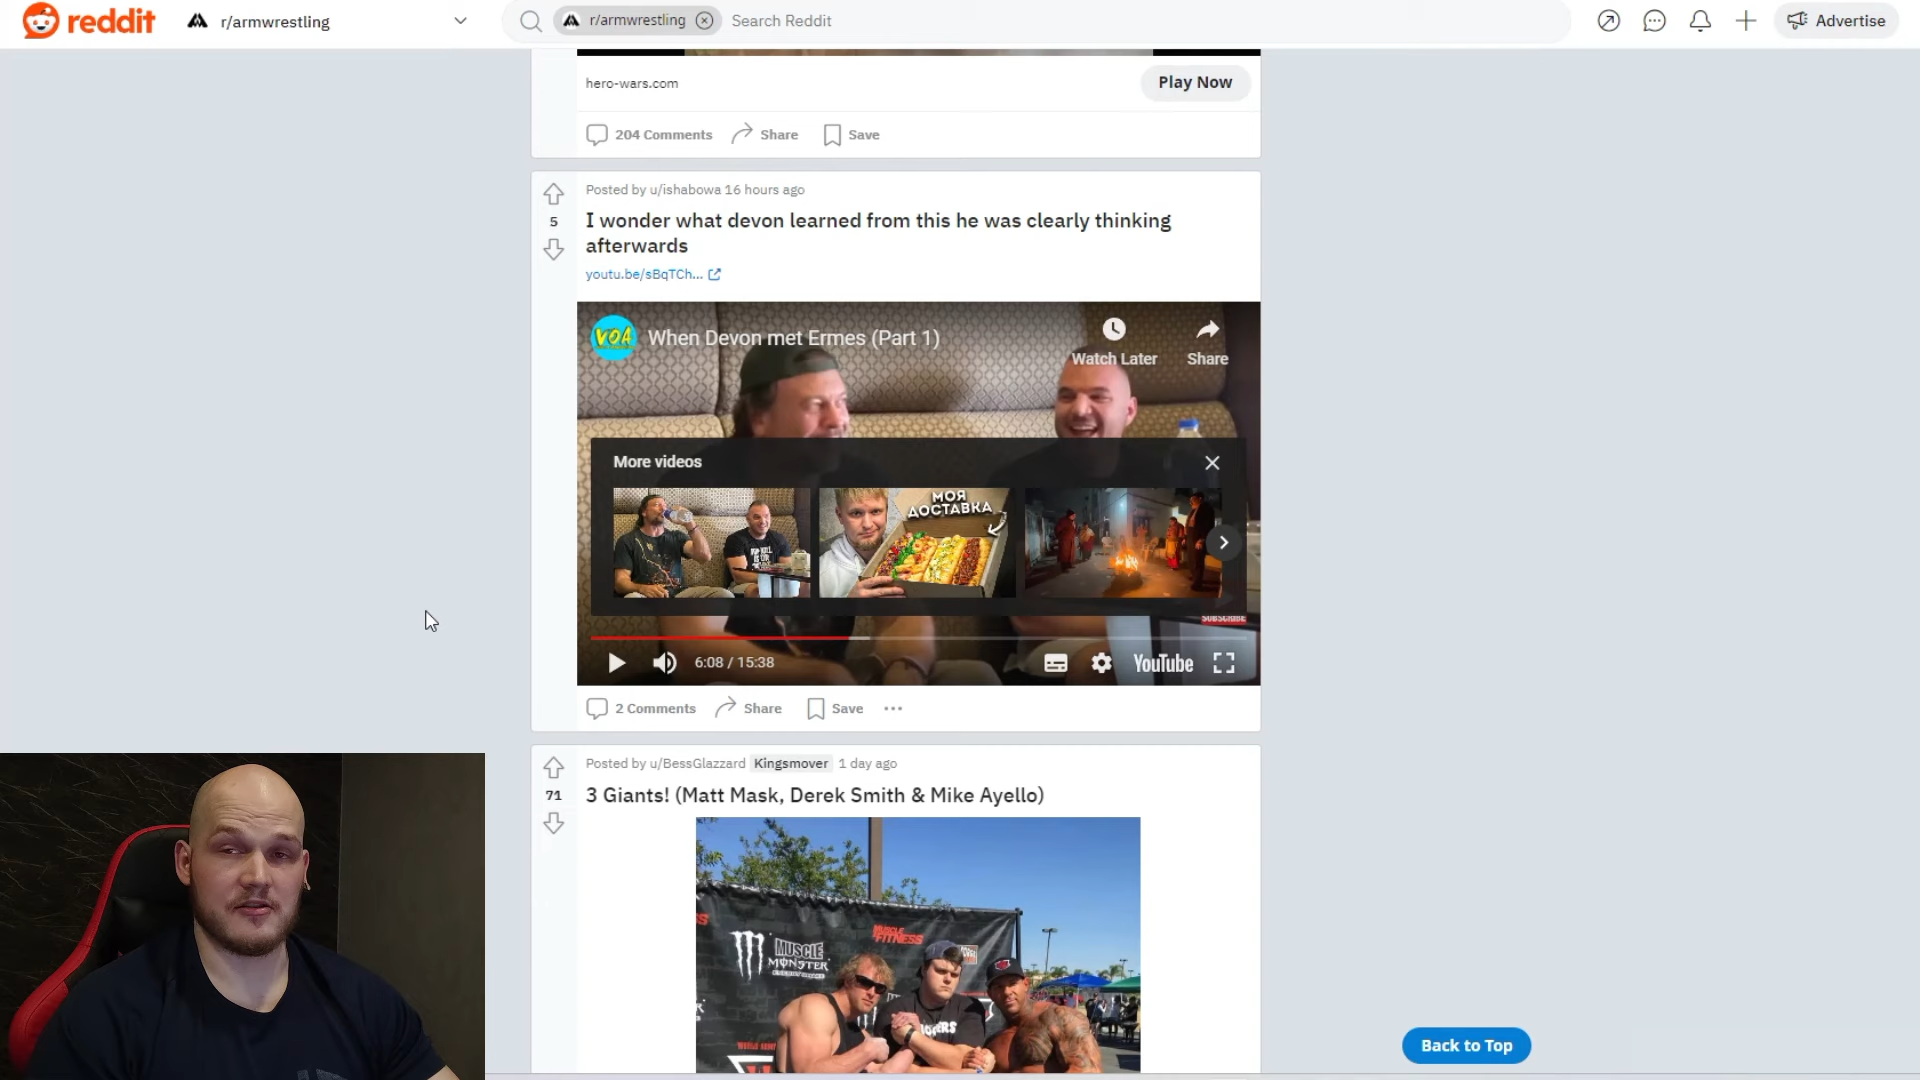 reddit
r/armwrestling
r/armwrestling
Search Reddit
Advertise
hero-wars.com
Play Now
204 Comments
Share
Save
Posted by u/ishabowa 16 hours ago
5
I wonder what devon learned from this he was clearly thinking
afterwards
youtu.be/sBqTCh...
VOA
When Devon met Ermes (Part 1)
Watch Later
Share
More videos
МОЯ
ДОСТАВКА
SUBSCRIBE
6:08 / 15:38
YouTube
2 Comments
Share
Save
Posted by u/BessGlazzard
Kingsmover
1 day ago
71
3 Giants! (Matt Mask, Derek Smith & Mike Ayello)
MUSCLE
MONSTER
MUSCLE
&FITNESS
Back to Top